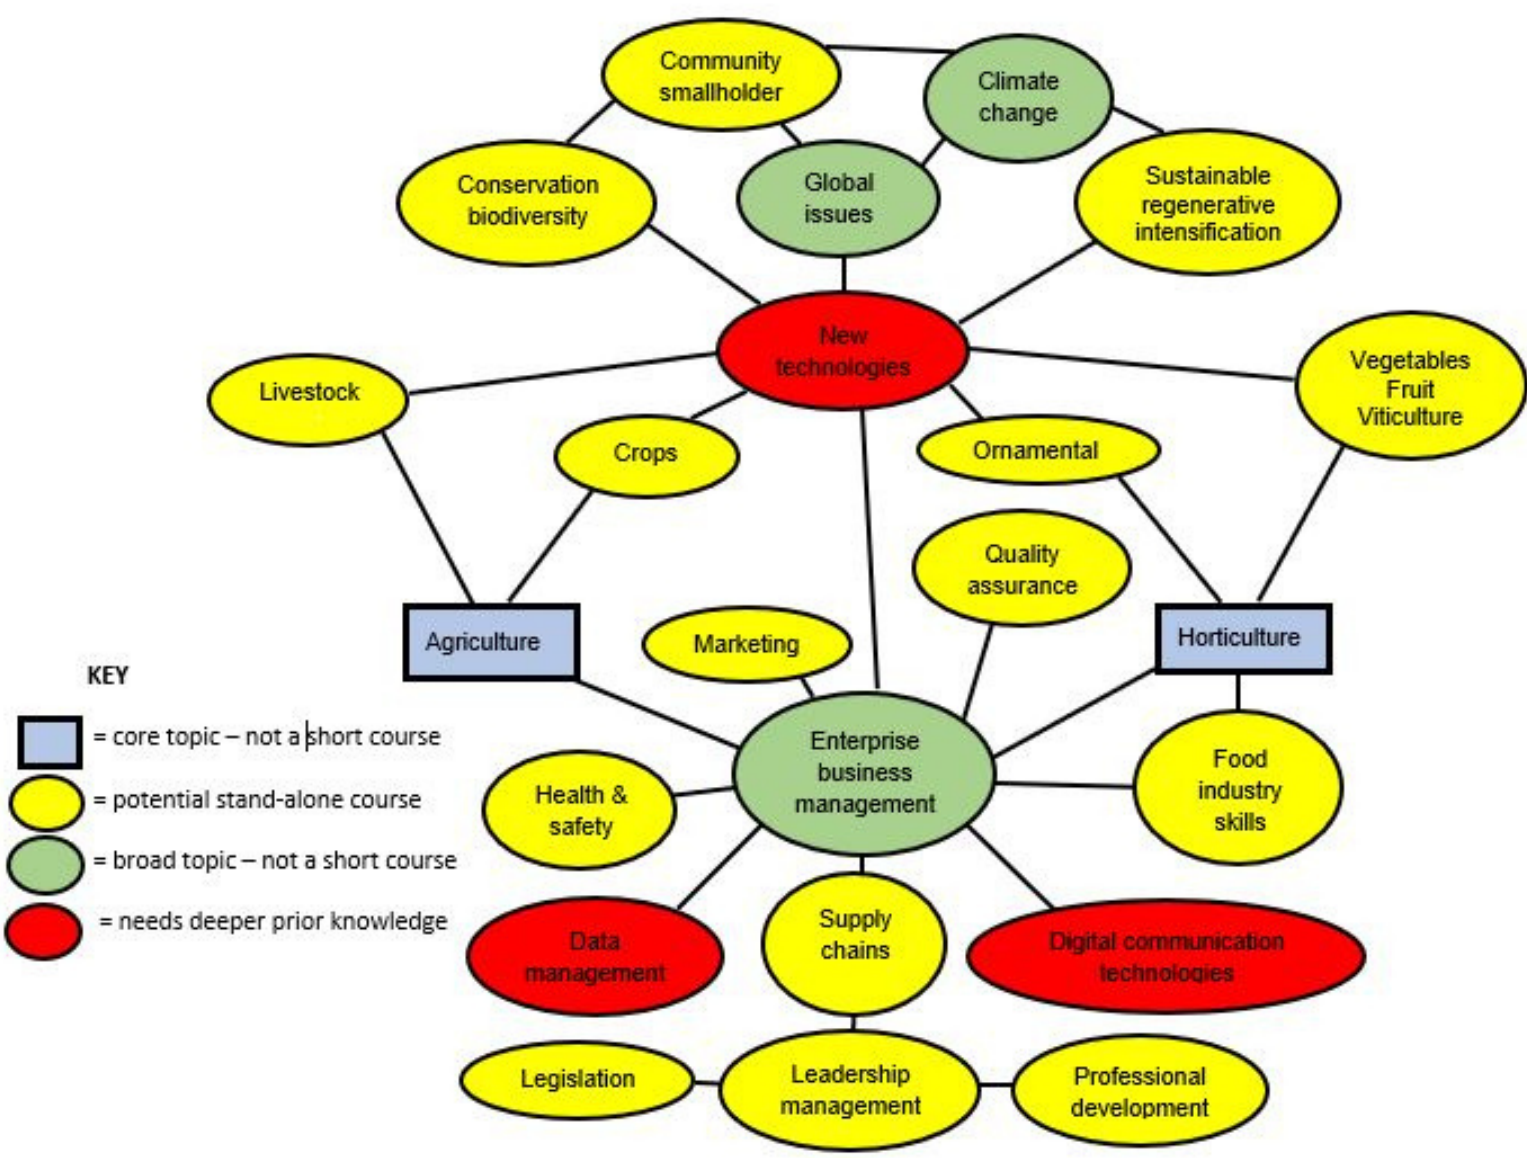 Community
smallholder
Climate
change
Conservation
biodiversity
Global
issues
Sustainable
regenerative
intensification
New
technologies
Livestock
Vegetables
Fruit
Viticulture
Crops
Ornamental
Quality
assurance
Agriculture
Marketing
Horticulture
KEY
= core topic – not a short course
= potential stand-alone course
= broad topic – not a short course
= needs deeper prior knowledge
Enterprise
business
management
Health &
safety
Food
industry
skills
Data
management
Supply
chains
Digital communication
technologies
Legislation
Leadership
management
Professional
development